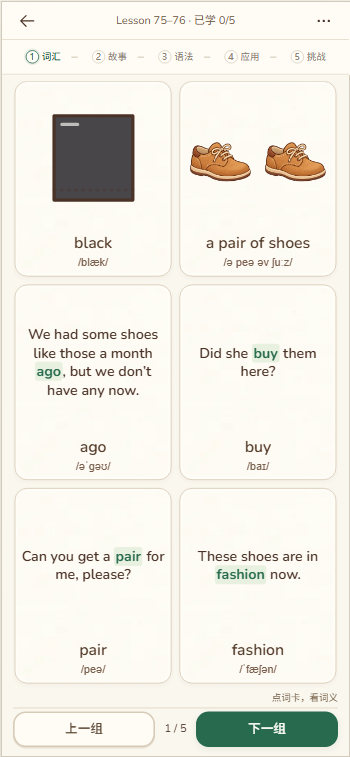 Lesson 75–76 · 已学 0/5
1 词汇 – 2 故事 – 3 语法 – 4 应用 – 5 挑战
black
/blæk/
a pair of shoes
/ə peə əv ʃuːz/
We had some shoes
like those a month
ago, but we don't
have any now.
ago
/əˈɡəʊ/
Did she buy them
here?
buy
/baɪ/
Can you get a pair for
me, please?
pair
/peə/
These shoes are in
fashion now.
fashion
/ˈfæʃən/
点词卡，看词义
上一组
1 / 5
下一组